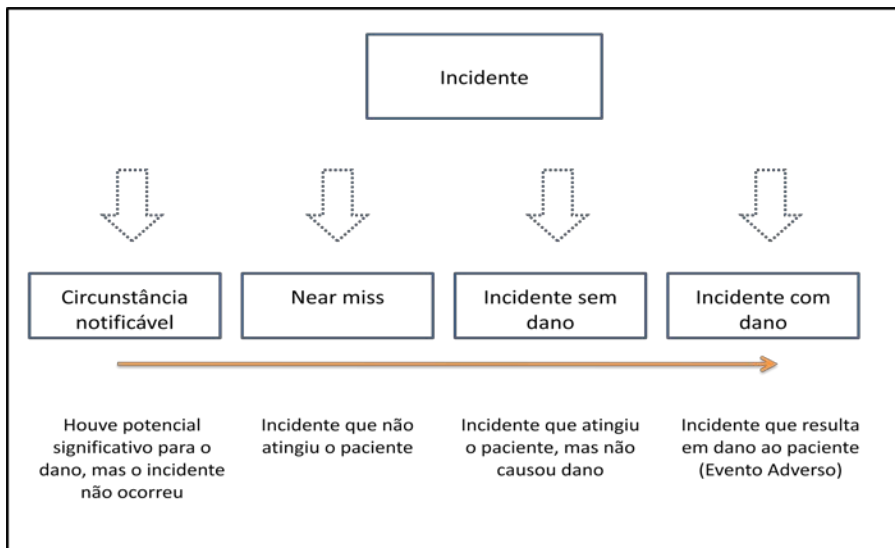 Incidente
Circunstância
notificável
Near miss
Incidente sem
dano
Incidente com
dano
Houve potencial
significativo para o
dano, mas o incidente
não ocorreu
Incidente que não
atingiu o paciente
Incidente que atingiu
o paciente, mas não
causou dano
Incidente que resulta
em dano ao paciente
(Evento Adverso)